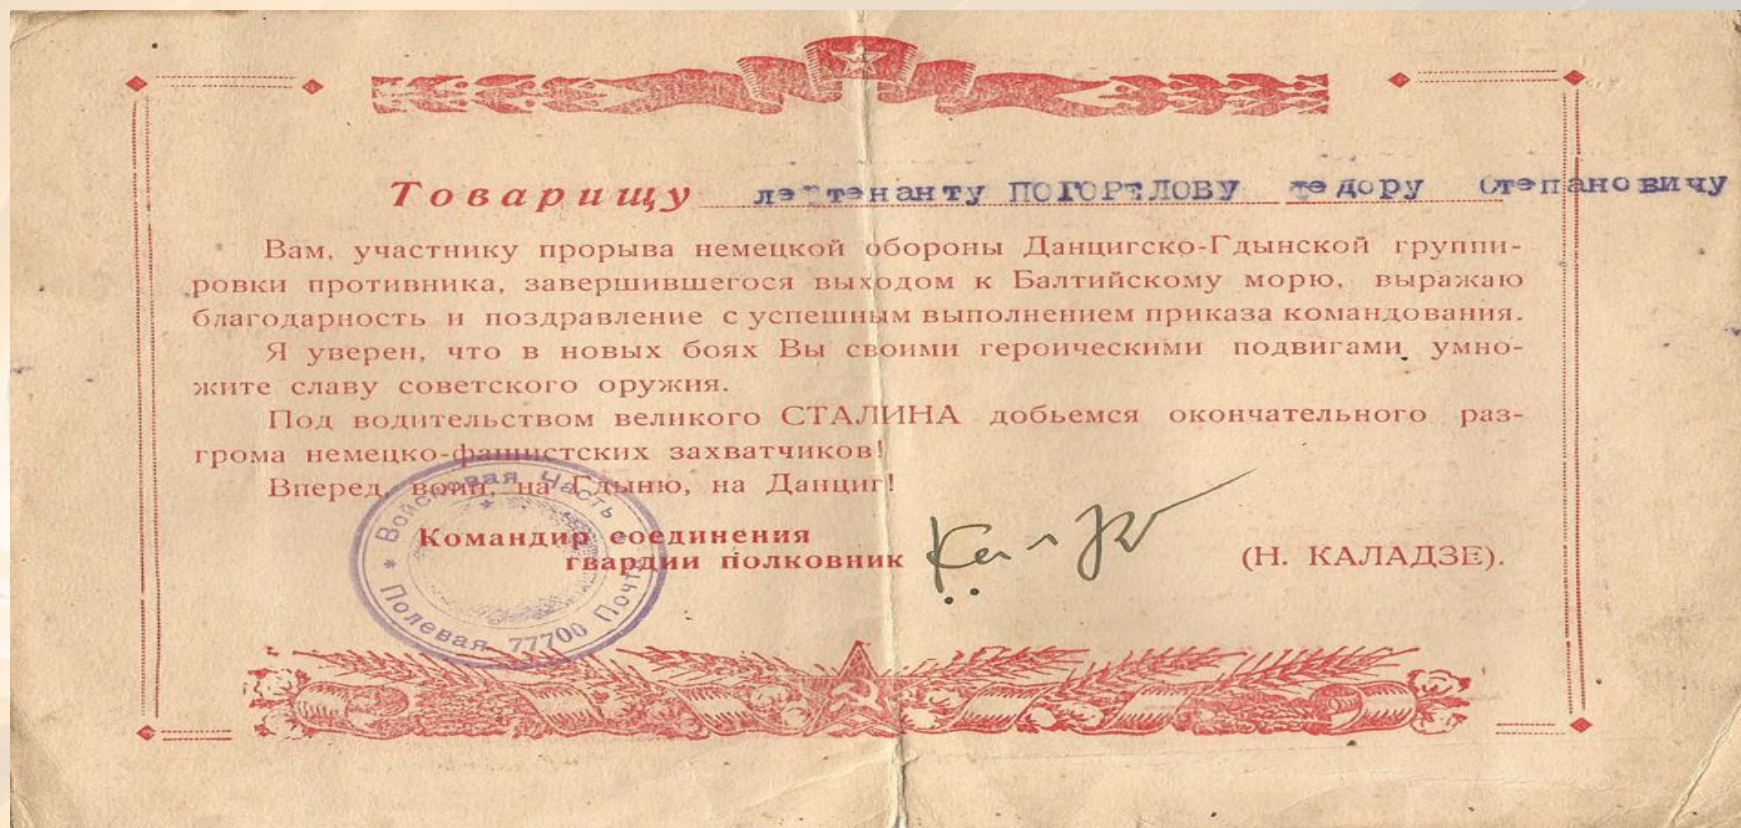 Товарищу лейтенанту ПОГОРЕЛОВУ Федору Степановичу
Вам, участнику прорыва немецкой обороны Данцигско-Гдынской группи-
ровки противника, завершившегося выходом к Балтийскому морю, выражаю
благодарность и поздравление с успешным выполнением приказа командования.
Я уверен, что в новых боях Вы своими героическими подвигами умно-
жите славу советского оружия.
Под водительством великого СТАЛИНА добьемся окончательного раз-
грома немецко-фашистских захватчиков!
Вперед, воин, на Гдыню, на Данциг!
Командир соединения
гвардии полковник
(Н. КАЛАДЗЕ).
* Войсковая Часть *
Полевая 77700 Почта